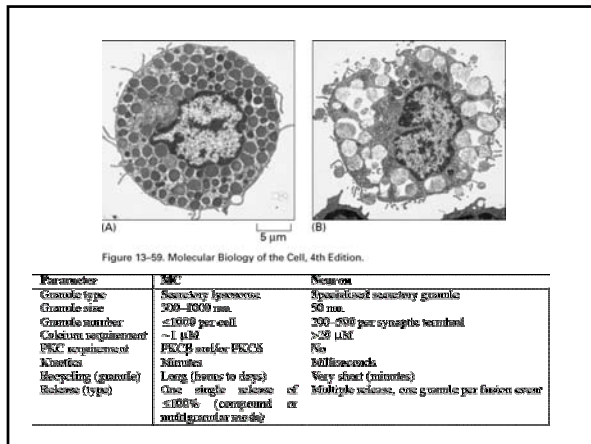 (A)
(B)
5 µm
Figure 13–59. Molecular Biology of the Cell, 4th Edition.
Parameter MC Neuron
Granule type Secretory lysosome Specialized secretory granule
Granule size 300–1000 nm 50 nm
Granule number ≤1000 per cell 200–500 per synaptic terminal
Calcium requirement ~1 µM >20 µM
PKC requirement PKCβ and/or PKCδ No
Kinetics Minutes Milliseconds
Recycling (granule) Long (hours to days) Very short (minutes)
Release (type) One single release of Multiple release, one granule per fusion event
≤100% (compound or
multigranular mode)